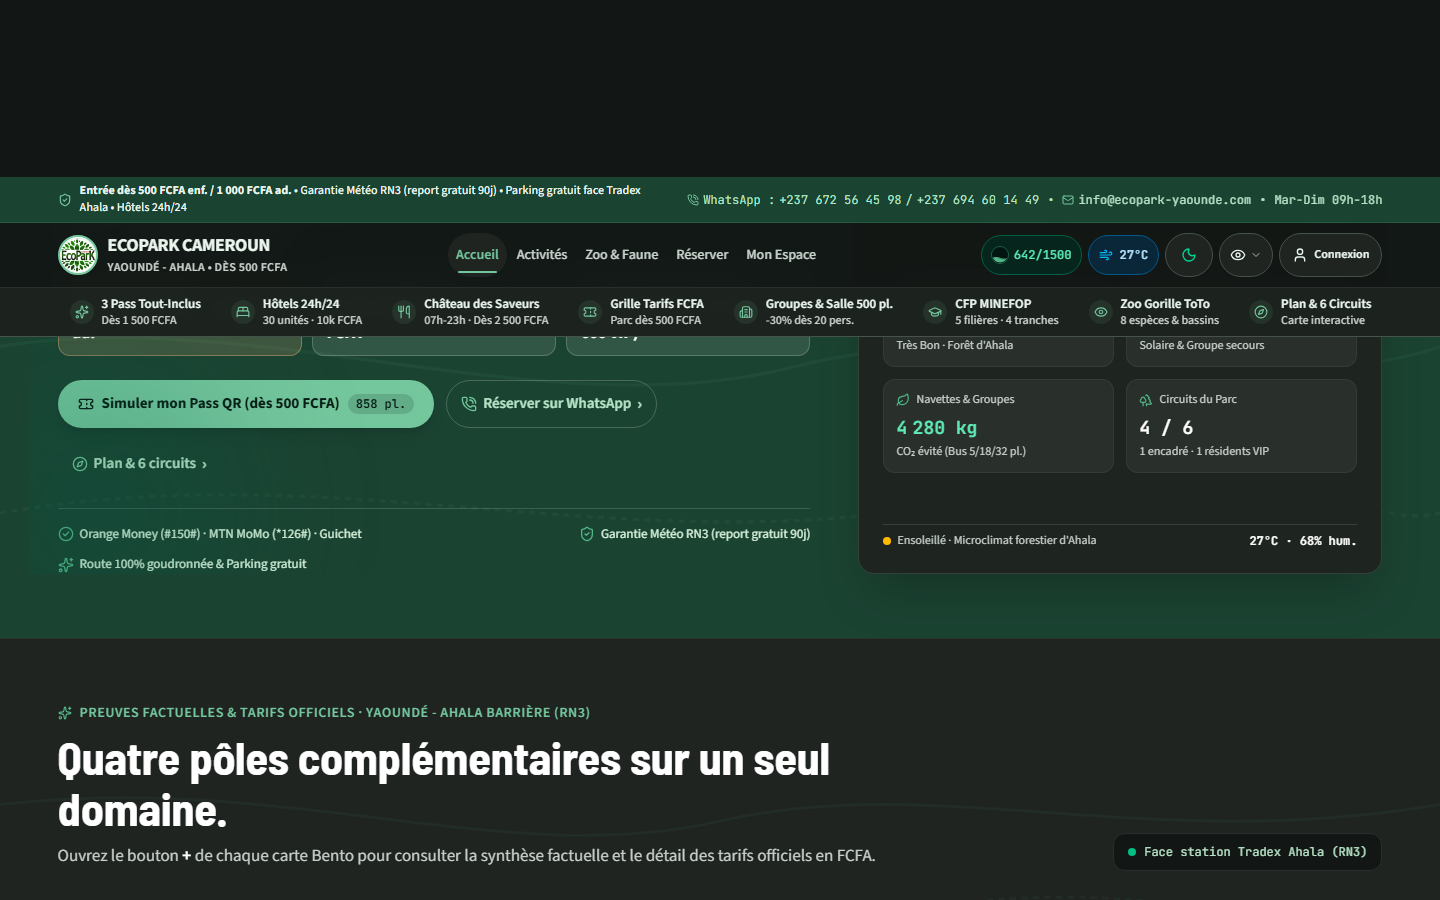 Entrée dès 500 FCFA enf. / 1 000 FCFA ad. • Garantie Météo RN3 (report gratuit 90j) • Parking gratuit face Tradex
Ahala • Hôtels 24h/24
WhatsApp : +237 672 56 45 98 / +237 694 60 14 49 • info@ecopark-yaounde.com • Mar-Dim 09h-18h
EcoPark
ECOPARK CAMEROUN
YAOUNDÉ - AHALA • DÈS 500 FCFA
Accueil Activités Zoo & Faune Réserver Mon Espace
642/1500 27°C Connexion
3 Pass Tout-Inclus
Dès 1 500 FCFA
Hôtels 24h/24
30 unités · 10k FCFA
Château des Saveurs
07h-23h · Dès 2 500 FCFA
Grille Tarifs FCFA
Parc dès 500 FCFA
Groupes & Salle 500 pl.
-30% dès 20 pers.
CFP MINEFOP
5 filières · 4 tranches
Zoo Gorille ToTo
8 espèces & bassins
Plan & 6 Circuits
Carte interactive
Simuler mon Pass QR (dès 500 FCFA) 858 pl.
Réserver sur WhatsApp ›
Plan & 6 circuits ›
Orange Money (#150#) · MTN MoMo (*126#) · Guichet
Garantie Météo RN3 (report gratuit 90j)
Route 100% goudronnée & Parking gratuit
Très Bon · Forêt d'Ahala
Solaire & Groupe secours
Navettes & Groupes
4 280 kg
CO₂ évité (Bus 5/18/32 pl.)
Circuits du Parc
4 / 6
1 encadré · 1 résidents VIP
Ensoleillé · Microclimat forestier d'Ahala
27°C · 68% hum.
PREUVES FACTUELLES & TARIFS OFFICIELS · YAOUNDÉ - AHALA BARRIÈRE (RN3)
Quatre pôles complémentaires sur un seul
domaine.
Ouvrez le bouton + de chaque carte Bento pour consulter la synthèse factuelle et le détail des tarifs officiels en FCFA.
Face station Tradex Ahala (RN3)